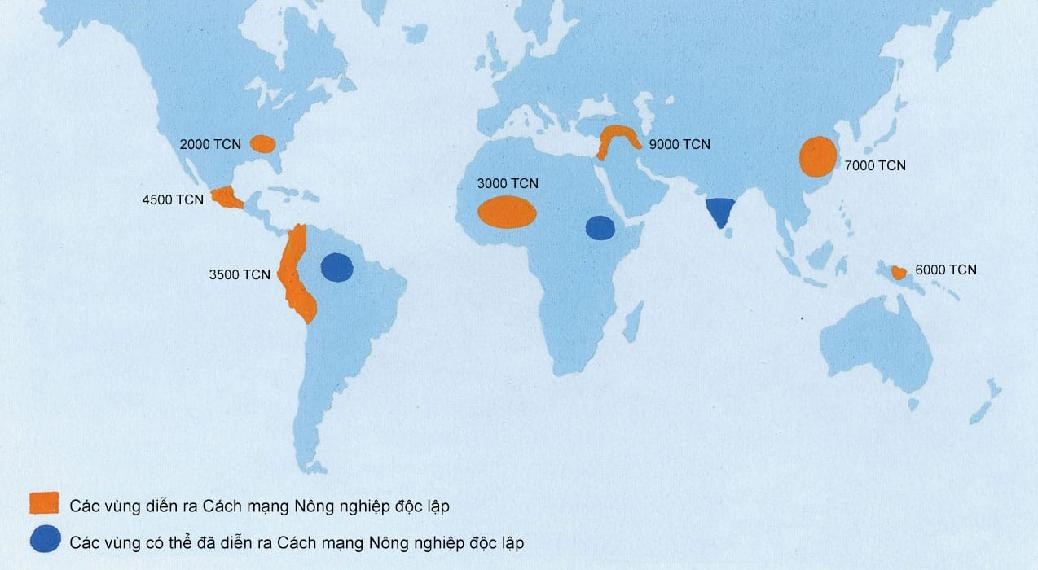 2000 TCN
9000 TCN
7000 TCN
4500 TCN
3000 TCN
3500 TCN
6000 TCN
Các vùng diễn ra Cách mạng Nông nghiệp độc lập
Các vùng có thể đã diễn ra Cách mạng Nông nghiệp độc lập